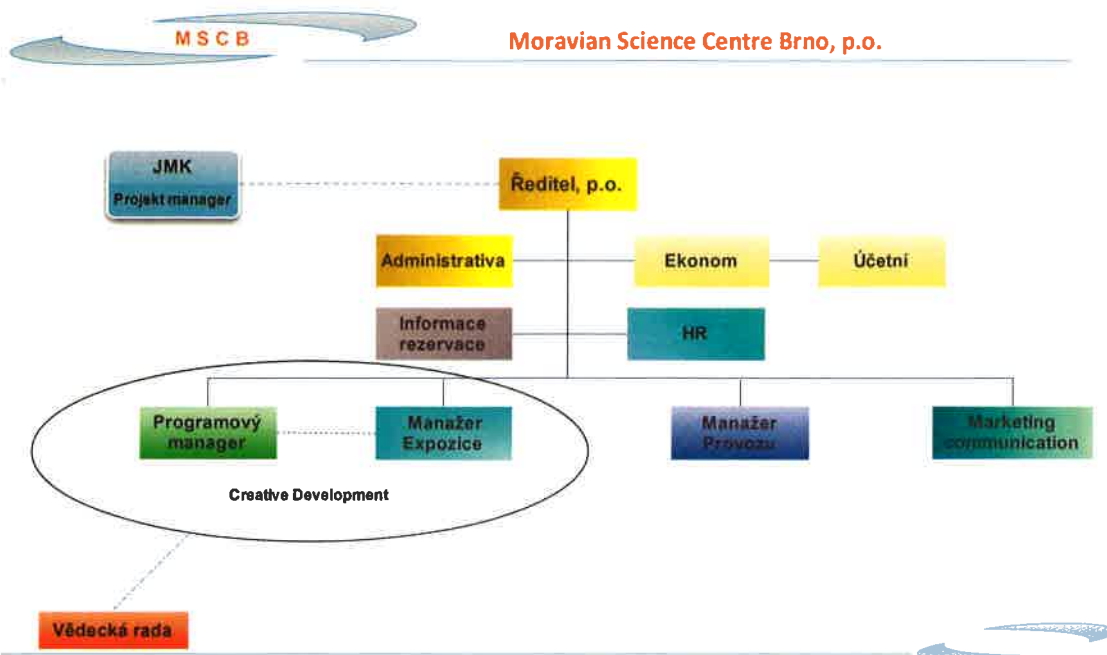 MSCB
Moravian Science Centre Brno, p.o.
JMK
Projekt manager
Ředitel, p.o.
Administrativa
Ekonom
Účetní
Informace
rezervace
HR
Programový
manager
Manažer
Expozice
Manažer
Provozu
Marketing
communication
Creative Development
Vědecká rada